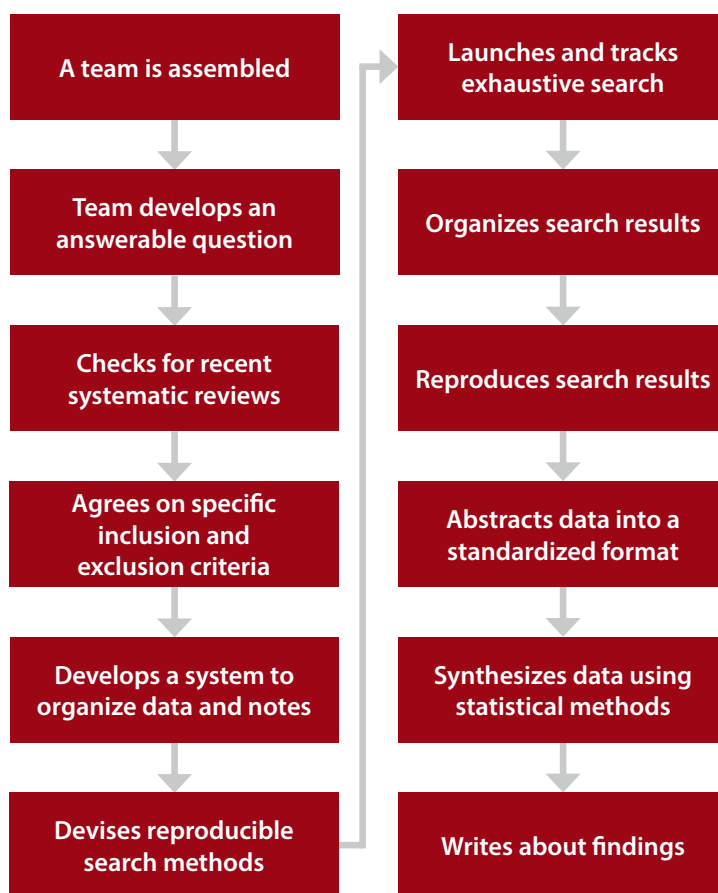 A team is assembled
Team develops an
answerable question
Checks for recent
systematic reviews
Agrees on specific
inclusion and
exclusion criteria
Develops a system to
organize data and notes
Devises reproducible
search methods
Launches and tracks
exhaustive search
Organizes search results
Reproduces search results
Abstracts data into a
standardized format
Synthesizes data using
statistical methods
Writes about findings